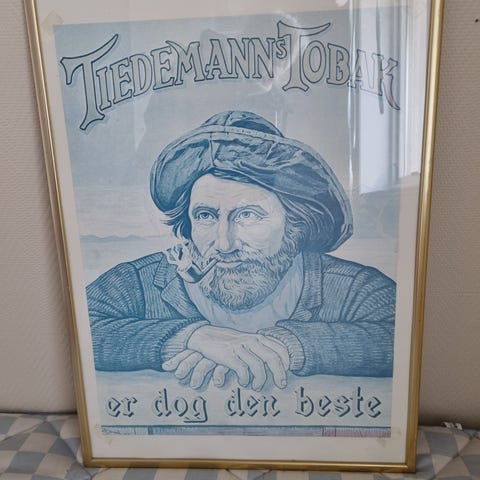 TIEDEMANNS TOBAK
er dog den beste